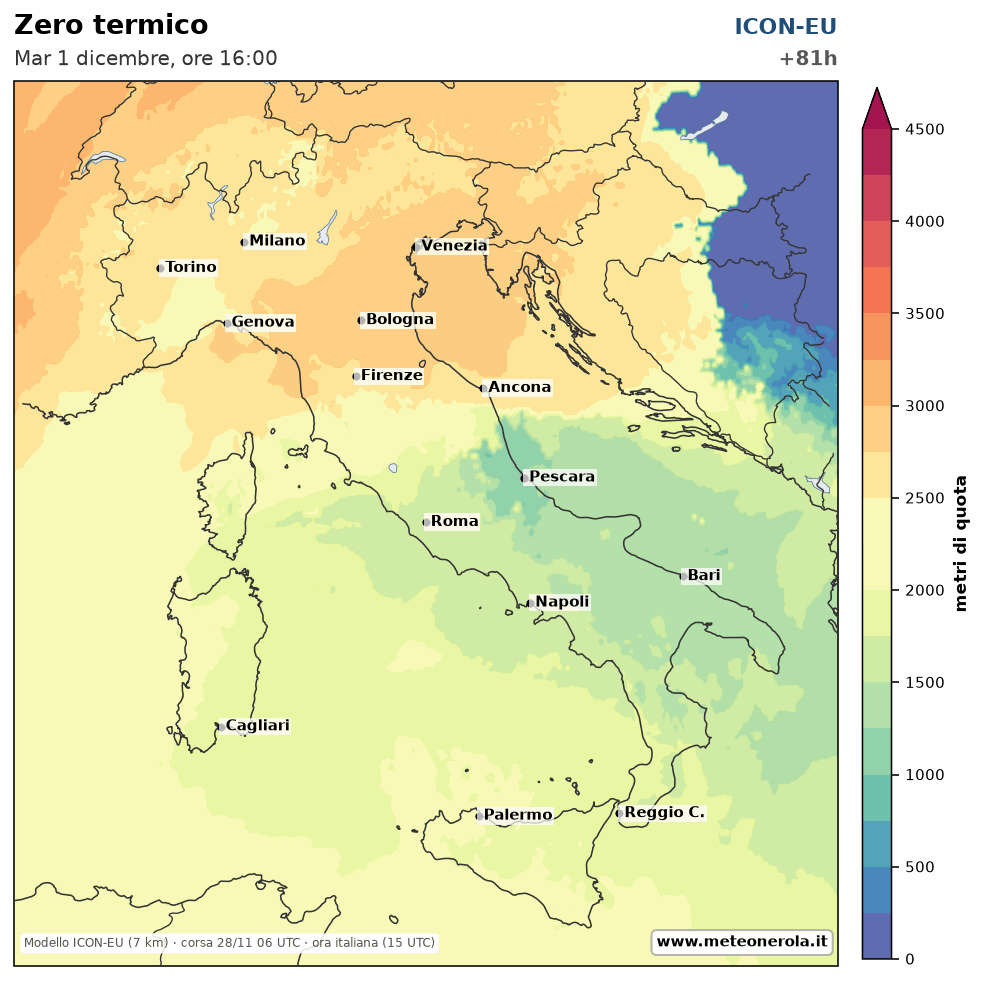 Zero termico
ICON-EU
Mar 1 dicembre, ore 16:00
+81h
4500
4000
3500
3000
2500
2000
1500
1000
500
0
metri di quota
Milano
Venezia
Torino
Genova
Bologna
Firenze
Ancona
Pescara
Roma
Bari
Napoli
Cagliari
Palermo
Reggio C.
Modello ICON-EU (7 km) · corsa 28/11 06 UTC · ora italiana (15 UTC)
www.meteonerola.it